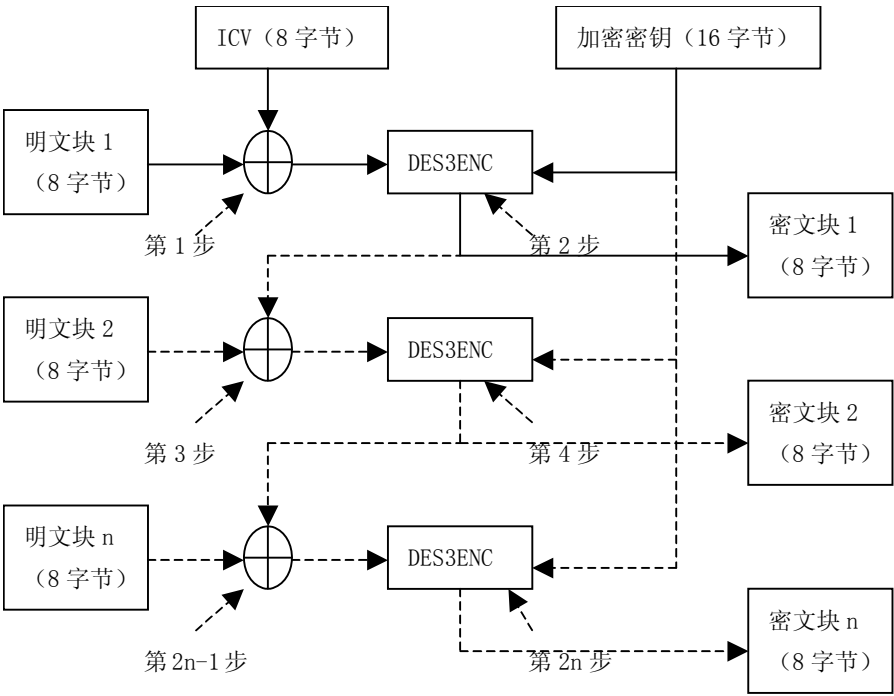 ICV（8 字节）
加密密钥（16 字节）
明文块 1
（8 字节）
DES3ENC
第 1 步
第 2 步
密文块 1
（8 字节）
明文块 2
（8 字节）
DES3ENC
第 3 步
第 4 步
密文块 2
（8 字节）
明文块 n
（8 字节）
DES3ENC
第 2n-1 步
第 2n 步
密文块 n
（8 字节）